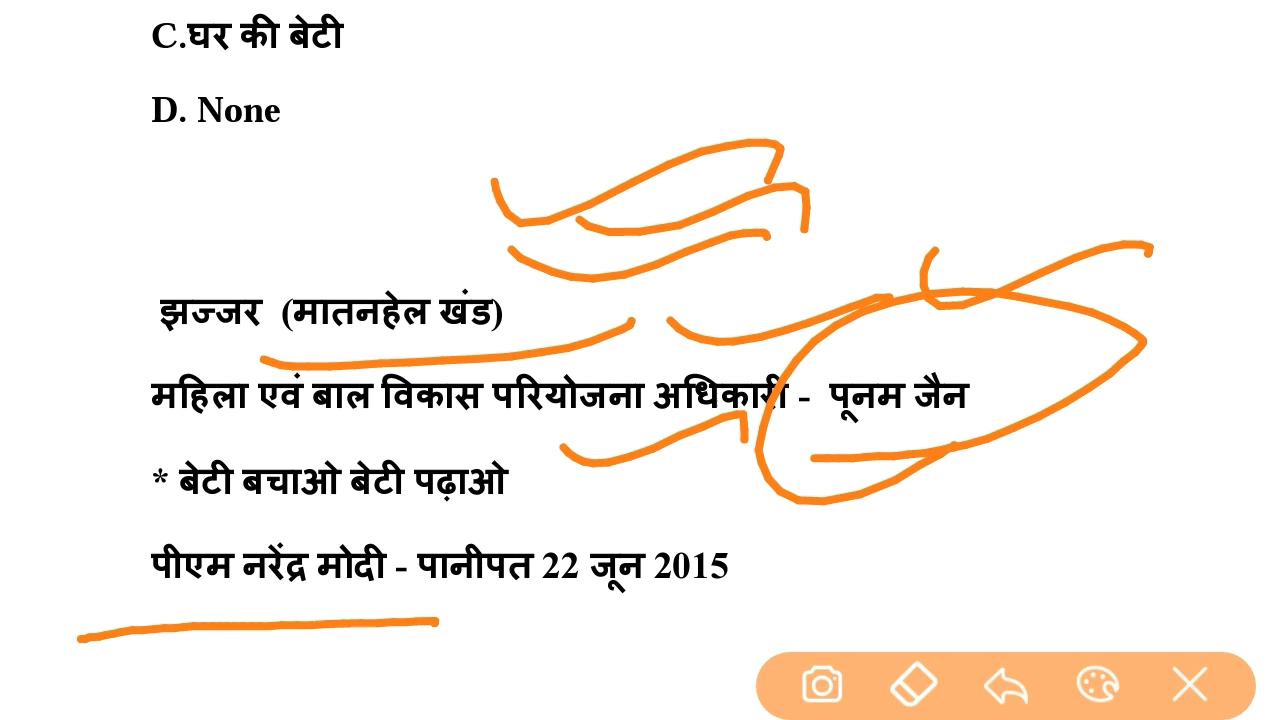 C.घर की बेटी
D. None
झज्जर (मातनहेल खंड)
महिला एवं बाल विकास परियोजना अधिकारी - पूनम जैन
* बेटी बचाओ बेटी पढ़ाओ
पीएम नरेंद्र मोदी - पानीपत 22 जून 2015